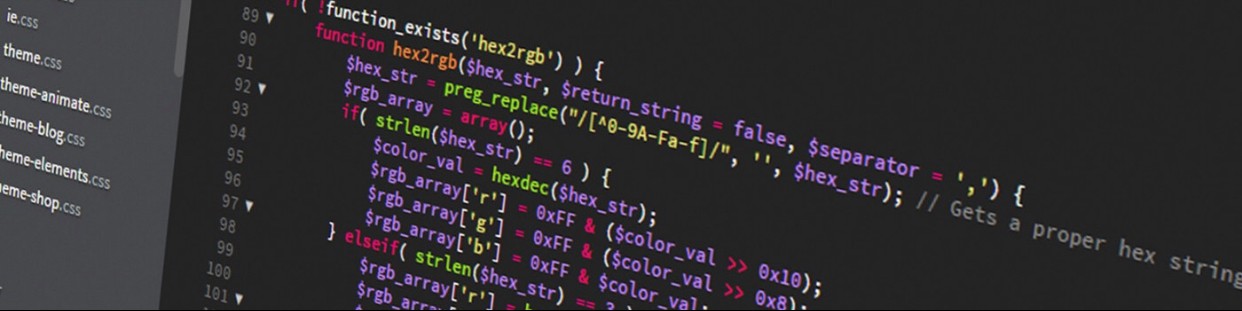 ie.css
theme.css
theme-animate.css
theme-blog.css
theme-elements.css
theme-shop.css
89 if( !function_exists('hex2rgb') ) {
90 function hex2rgb($hex_str, $return_string = false, $separator = ',') {
91 $hex_str = preg_replace("/[^0-9A-Fa-f]/", '', $hex_str); // Gets a proper hex string
92 $rgb_array = array();
93 if( strlen($hex_str) == 6 ) {
94 $color_val = hexdec($hex_str);
95 $rgb_array['r'] = 0xFF & ($color_val >> 0x10);
96 $rgb_array['g'] = 0xFF & ($color_val >> 0x8);
97 $rgb_array['b'] = 0xFF & $color_val;
98 } elseif( strlen($hex_str) == 3 ) {
99 $rgb_array['r'] =
100
101